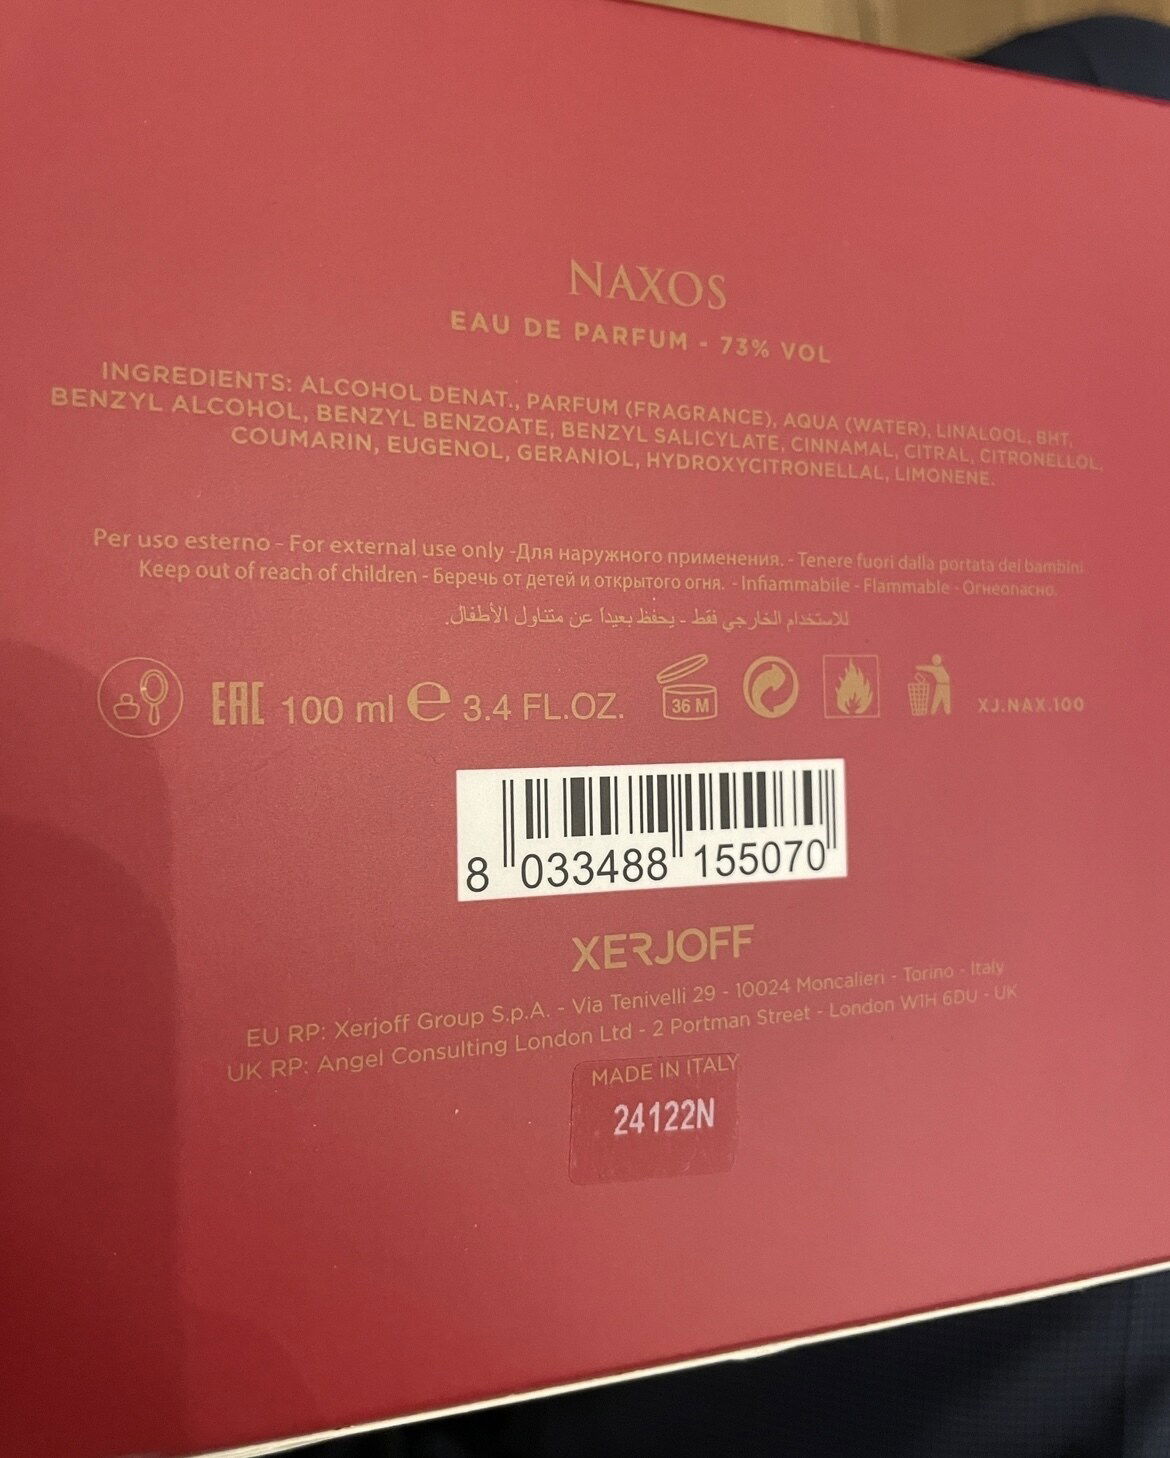 NAXOS
EAU DE PARFUM - 73% VOL
INGREDIENTS: ALCOHOL DENAT., PARFUM (FRAGRANCE), AQUA (WATER), LINALOOL, BHT,
BENZYL ALCOHOL, BENZYL BENZOATE, BENZYL SALICYLATE, CINNAMAL, CITRAL, CITRONELLOL,
COUMARIN, EUGENOL, GERANIOL, HYDROXYCITRONELLAL, LIMONENE.
Per uso esterno - For external use only -Для наружного применения. - Tenere fuori dalla portata dei bambini
Keep out of reach of children - Беречь от детей и открытого огня. - Infiammabile - Flammable - Огнеопасно.
للاستخدام الخارجي فقط - يحفظ بعيداً عن متناول الأطفال.
EAC 100 ml e 3.4 FL.OZ. 36 M XJ.NAX.100
8 033488 155070
XERJOFF
EU RP: Xerjoff Group S.p.A. - Via Tenivelli 29 - 10024 Moncalieri - Torino - Italy
UK RP: Angel Consulting London Ltd - 2 Portman Street - London W1H 6DU - UK
MADE IN ITALY
24122N